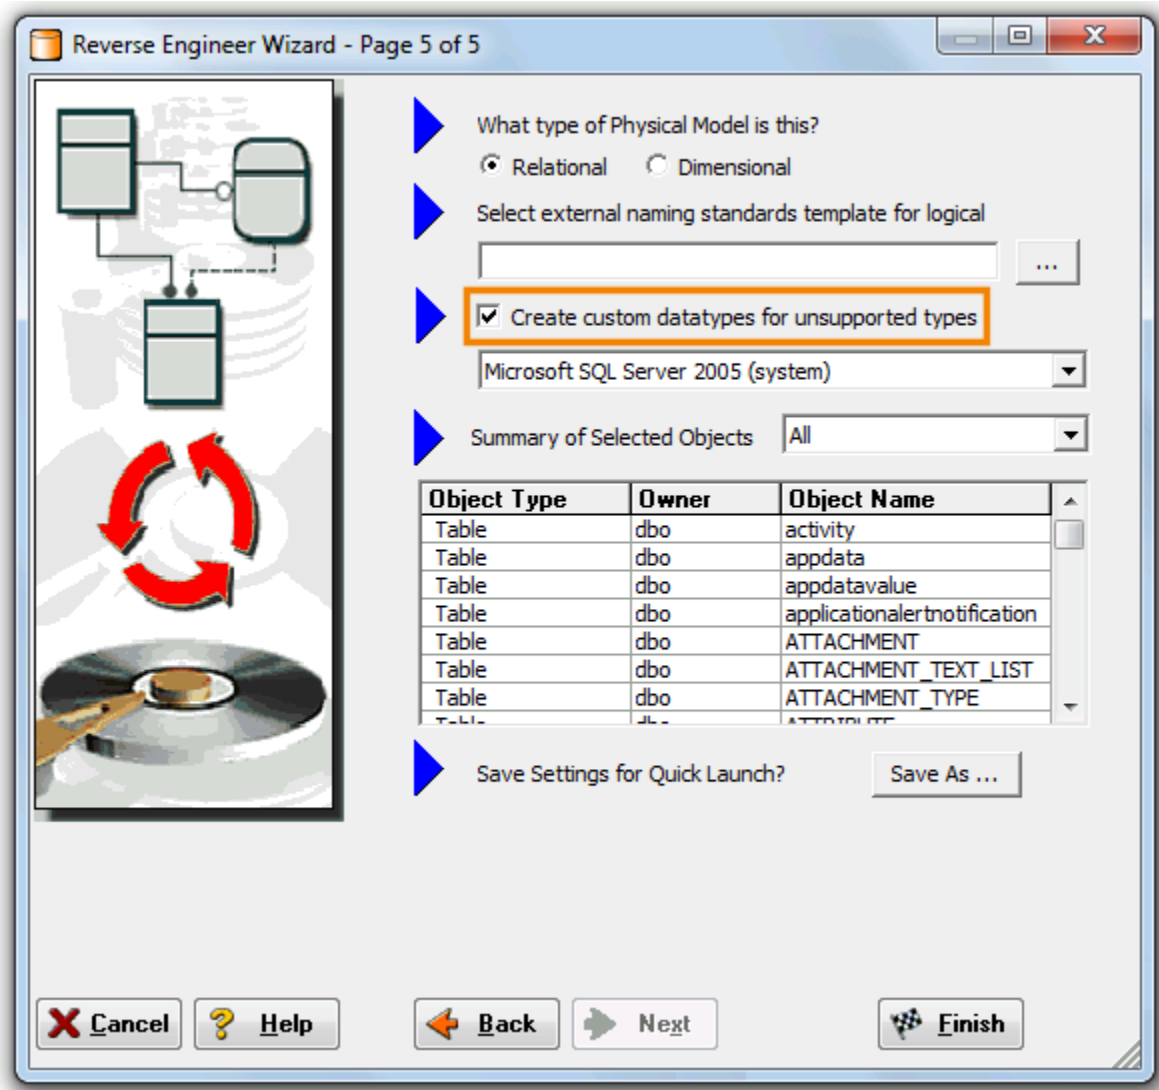 Reverse Engineer Wizard - Page 5 of 5
What type of Physical Model is this?
Relational Dimensional
Select external naming standards template for logical
...
Create custom datatypes for unsupported types
Microsoft SQL Server 2005 (system)
Summary of Selected Objects All
Object Type Owner Object Name
Table dbo activity
Table dbo appdata
Table dbo appdatavalue
Table dbo applicationalertnotification
Table dbo ATTACHMENT
Table dbo ATTACHMENT_TEXT_LIST
Table dbo ATTACHMENT_TYPE
Table dbo ATTRIBUTE
Save Settings for Quick Launch? Save As ...
Cancel Help Back Next Finish